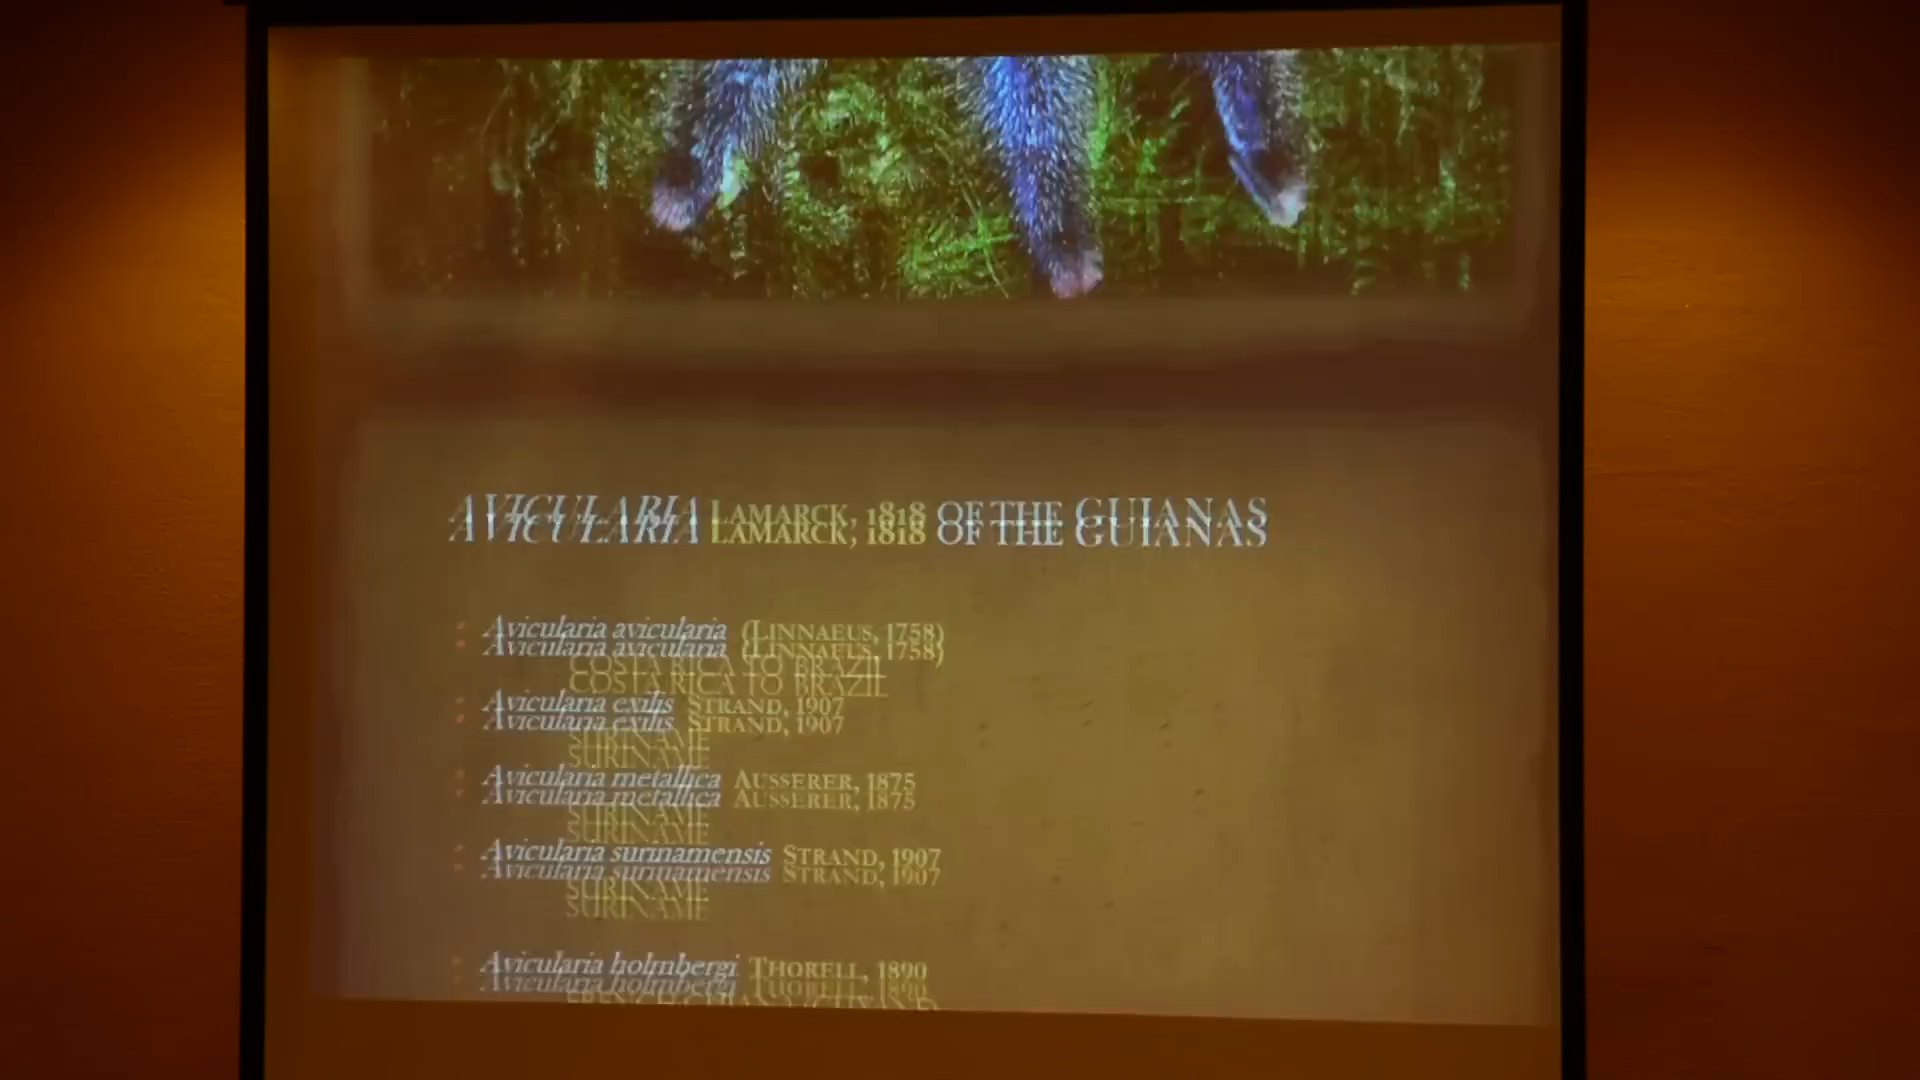 AVICULARIA LAMARCK, 1818 OF THE GUIANAS
Avicularia avicularia (LINNAEUS, 1758)
COSTA RICA TO BRAZIL
Avicularia exilis STRAND, 1907
SURINAME
Avicularia metallica AUSSERER, 1875
SURINAME
Avicularia surinamensis STRAND, 1907
SURINAME
Avicularia holmbergi THORELL, 1890